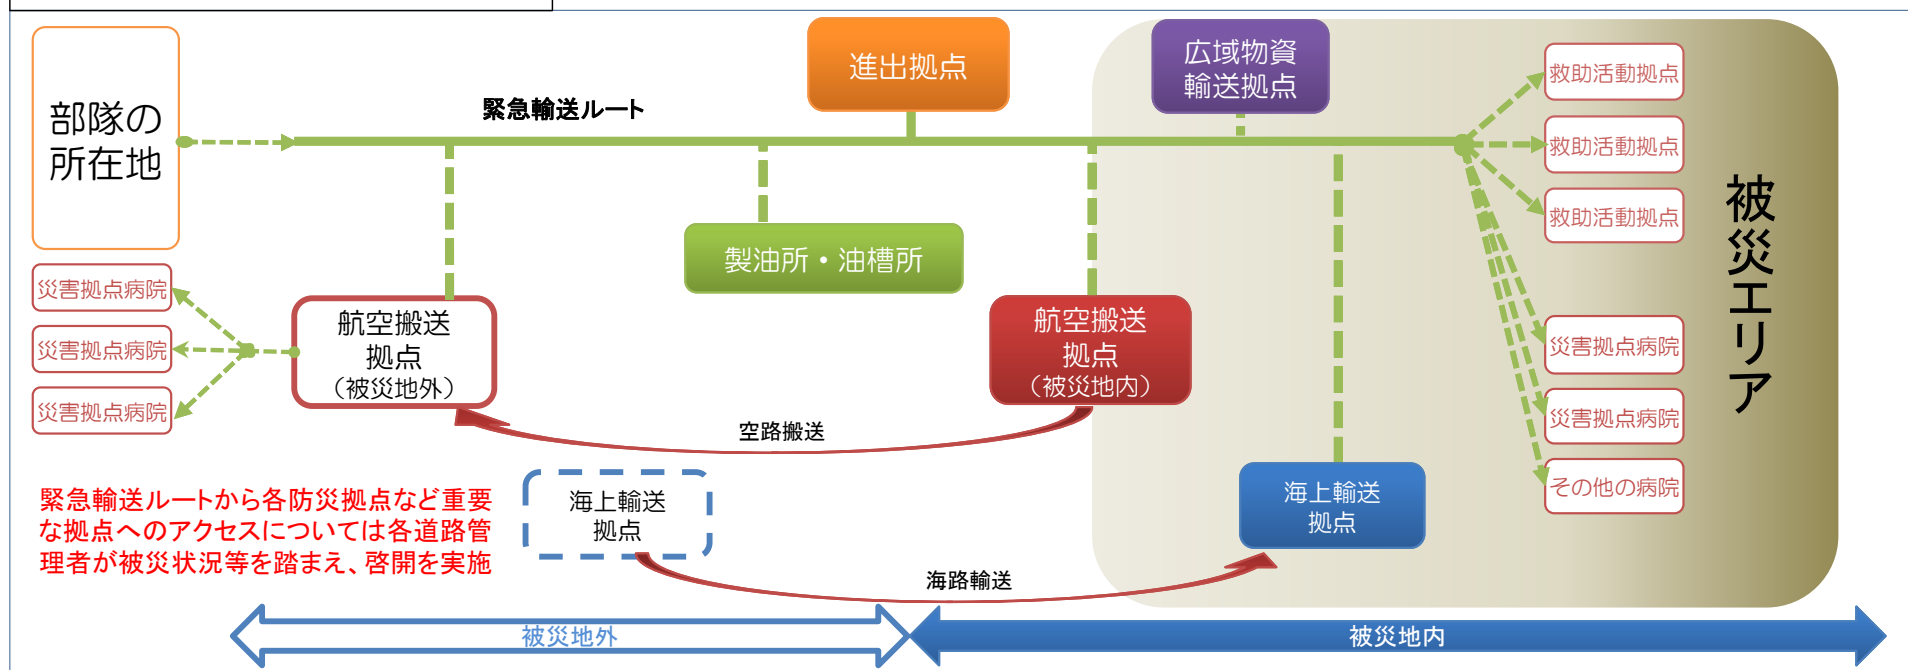 部隊の
所在地
緊急輸送ルート
進出拠点
広域物資
輸送拠点
救助活動拠点
救助活動拠点
救助活動拠点
被災エリア
製油所・油槽所
災害拠点病院
災害拠点病院
災害拠点病院
航空搬送
拠点
（被災地外）
航空搬送
拠点
（被災地内）
災害拠点病院
災害拠点病院
その他の病院
空路搬送
緊急輸送ルートから各防災拠点など重要
な拠点へのアクセスについては各道路管
理者が被災状況等を踏まえ、啓開を実施
海上輸送
拠点
海上輸送
拠点
海路輸送
被災地外
被災地内